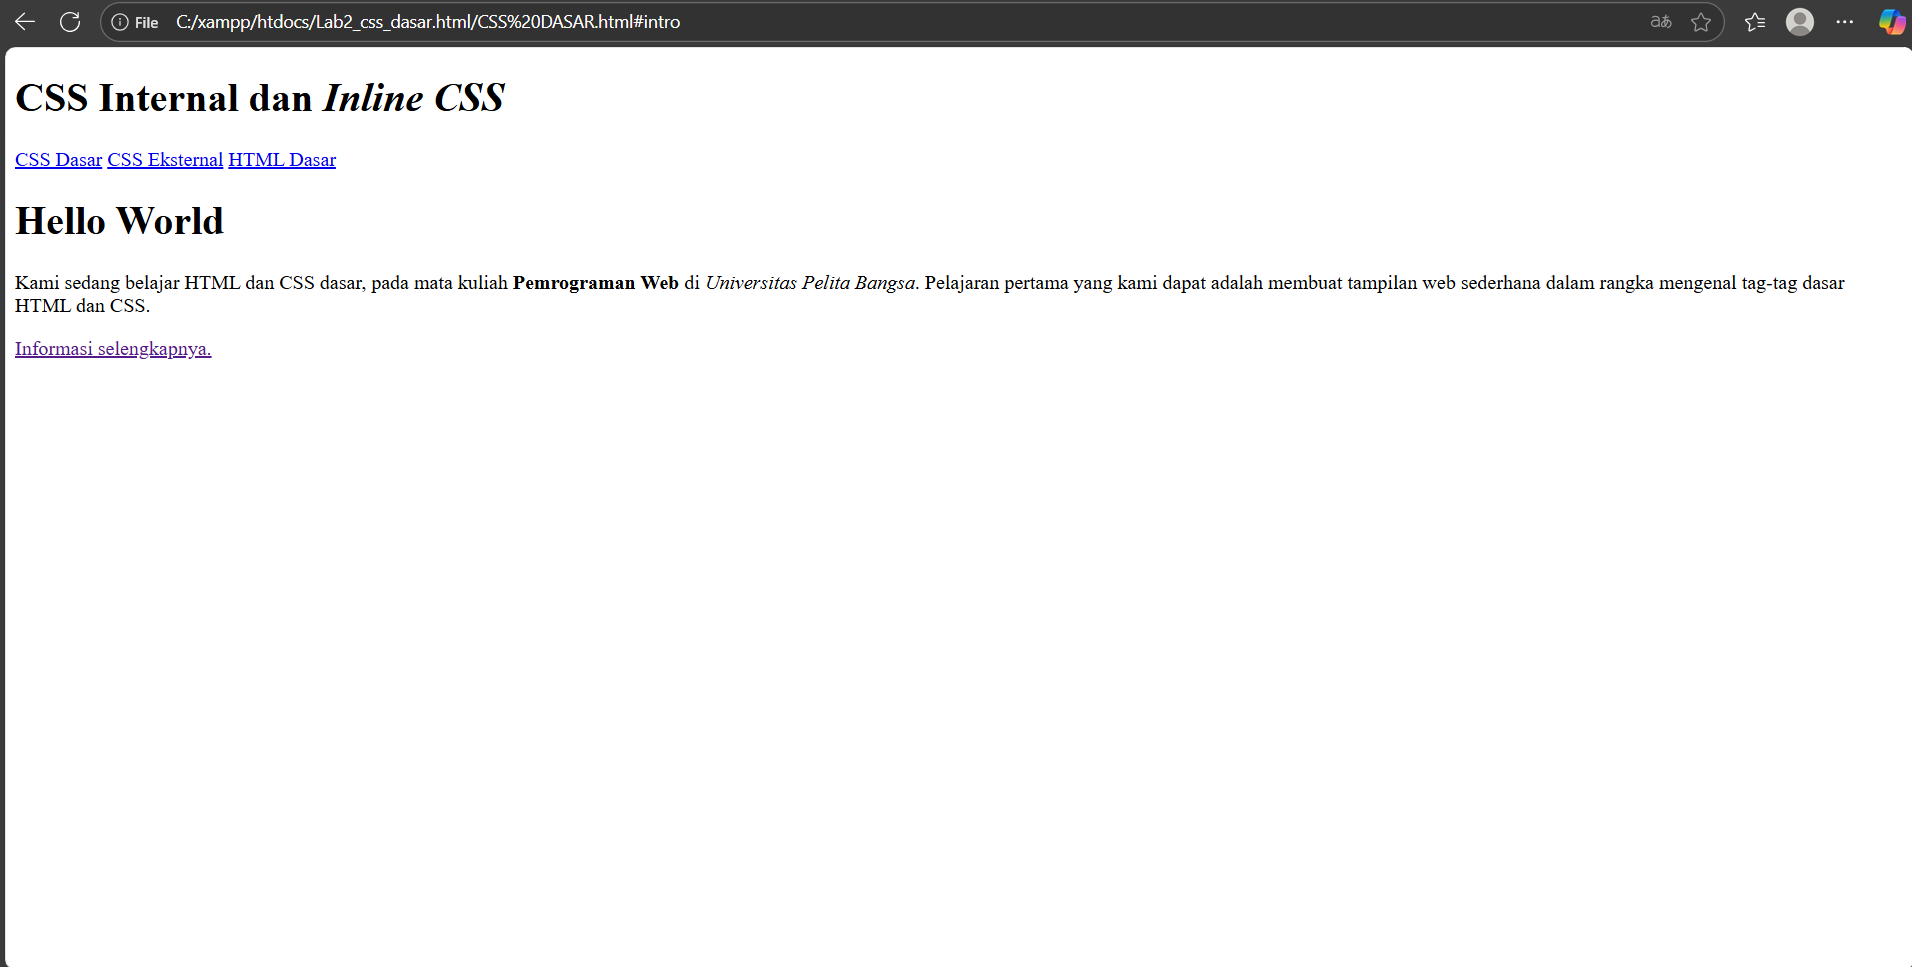 File C:/xampp/htdocs/Lab2_css_dasar.html/CSS%20DASAR.html#intro aあ
CSS Internal dan Inline CSS
CSS Dasar CSS Eksternal HTML Dasar
Hello World
Kami sedang belajar HTML dan CSS dasar, pada mata kuliah Pemrograman Web di Universitas Pelita Bangsa. Pelajaran pertama yang kami dapat adalah membuat tampilan web sederhana dalam rangka mengenal tag-tag dasar
HTML dan CSS.
Informasi selengkapnya.